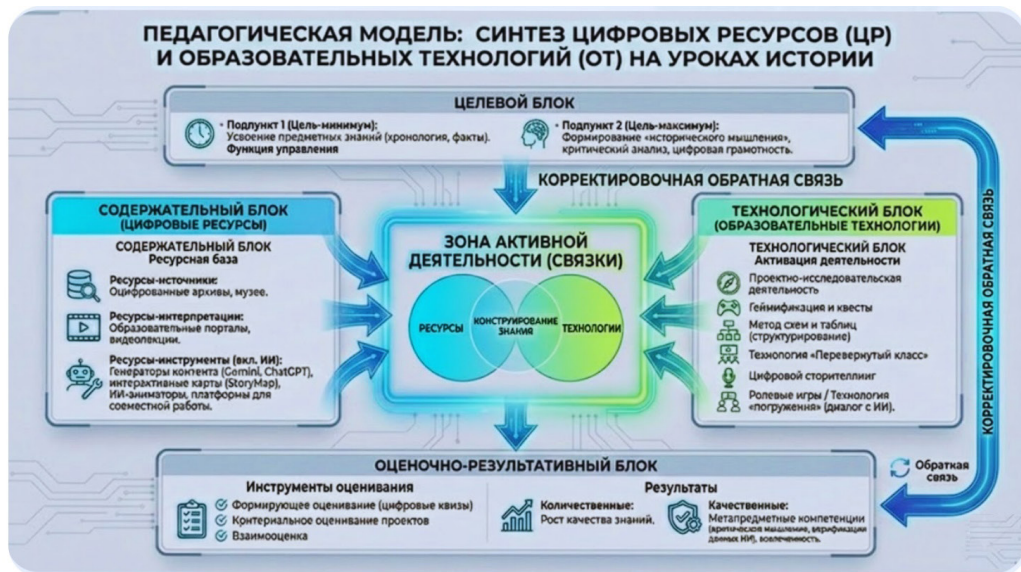 ПЕДАГОГИЧЕСКАЯ МОДЕЛЬ: СИНТЕЗ ЦИФРОВЫХ РЕСУРСОВ (ЦР)
И ОБРАЗОВАТЕЛЬНЫХ ТЕХНОЛОГИЙ (ОТ) НА УРОКАХ ИСТОРИИ
ЦЕЛЕВОЙ БЛОК
• Подпункт 1 (Цель-минимум):
Усвоение предметных знаний (хронология, факты).
Функция управления
• Подпункт 2 (Цель-максимум):
Формирование «исторического мышления»,
критический анализ, цифровая грамотность.
КОРРЕКТИРОВОЧНАЯ ОБРАТНАЯ СВЯЗЬ
СОДЕРЖАТЕЛЬНЫЙ БЛОК
(ЦИФРОВЫЕ РЕСУРСЫ)
СОДЕРЖАТЕЛЬНЫЙ БЛОК
Ресурсная база
Ресурсы-источники:
Оцифрованные архивы, музее.
Ресурсы-интерпретации:
Образовательные порталы,
видеолекции.
Ресурсы-инструменты (вкл. ИИ):
Генераторы контента (Gemini, ChatGPT),
интерактивные карты (StoryMap),
ИИ-аниматоры, платформы для
соеместной работы.
ЗОНА АКТИВНОЙ
ДЕЯТЕЛЬНОСТИ (СВЯЗКИ)
РЕСУРСЫ
КОНСТРУИРОВАНИЕ
ЗНАНИЯ
ТЕХНОЛОГИИ
ТЕХНОЛОГИЧЕСКИЙ БЛОК
(ОБРАЗОВАТЕЛЬНЫЕ ТЕХНОЛОГИИ)
ТЕХНОЛОГИЧЕСКИЙ БЛОК
Активация деятельности
Проектно-исследовательская
деятельность
Геймификация и квесты
Метод схем и таблиц
(структурирование)
Технология «Перевернутый класс»
Цифровой сторителлинг
Ролевые игры / Технология
«погружения» (диалог с ИИ).
КОРРЕКТИРОВОЧНАЯ ОБРАТНАЯ СВЯЗЬ
ОЦЕНОЧНО-РЕЗУЛЬТАТИВНЫЙ БЛОК
Инструменты оценивания
Формирующее оценивание (цифровые квизы)
Критериальное оценивание проектов
Взаимооценка
Результаты
Количественные:
Рост качества знаний.
Качественные:
Метапредметные компетенции
(критическое мышление, верификации
данных ИИ), вовлеченность.
Обратная
связь